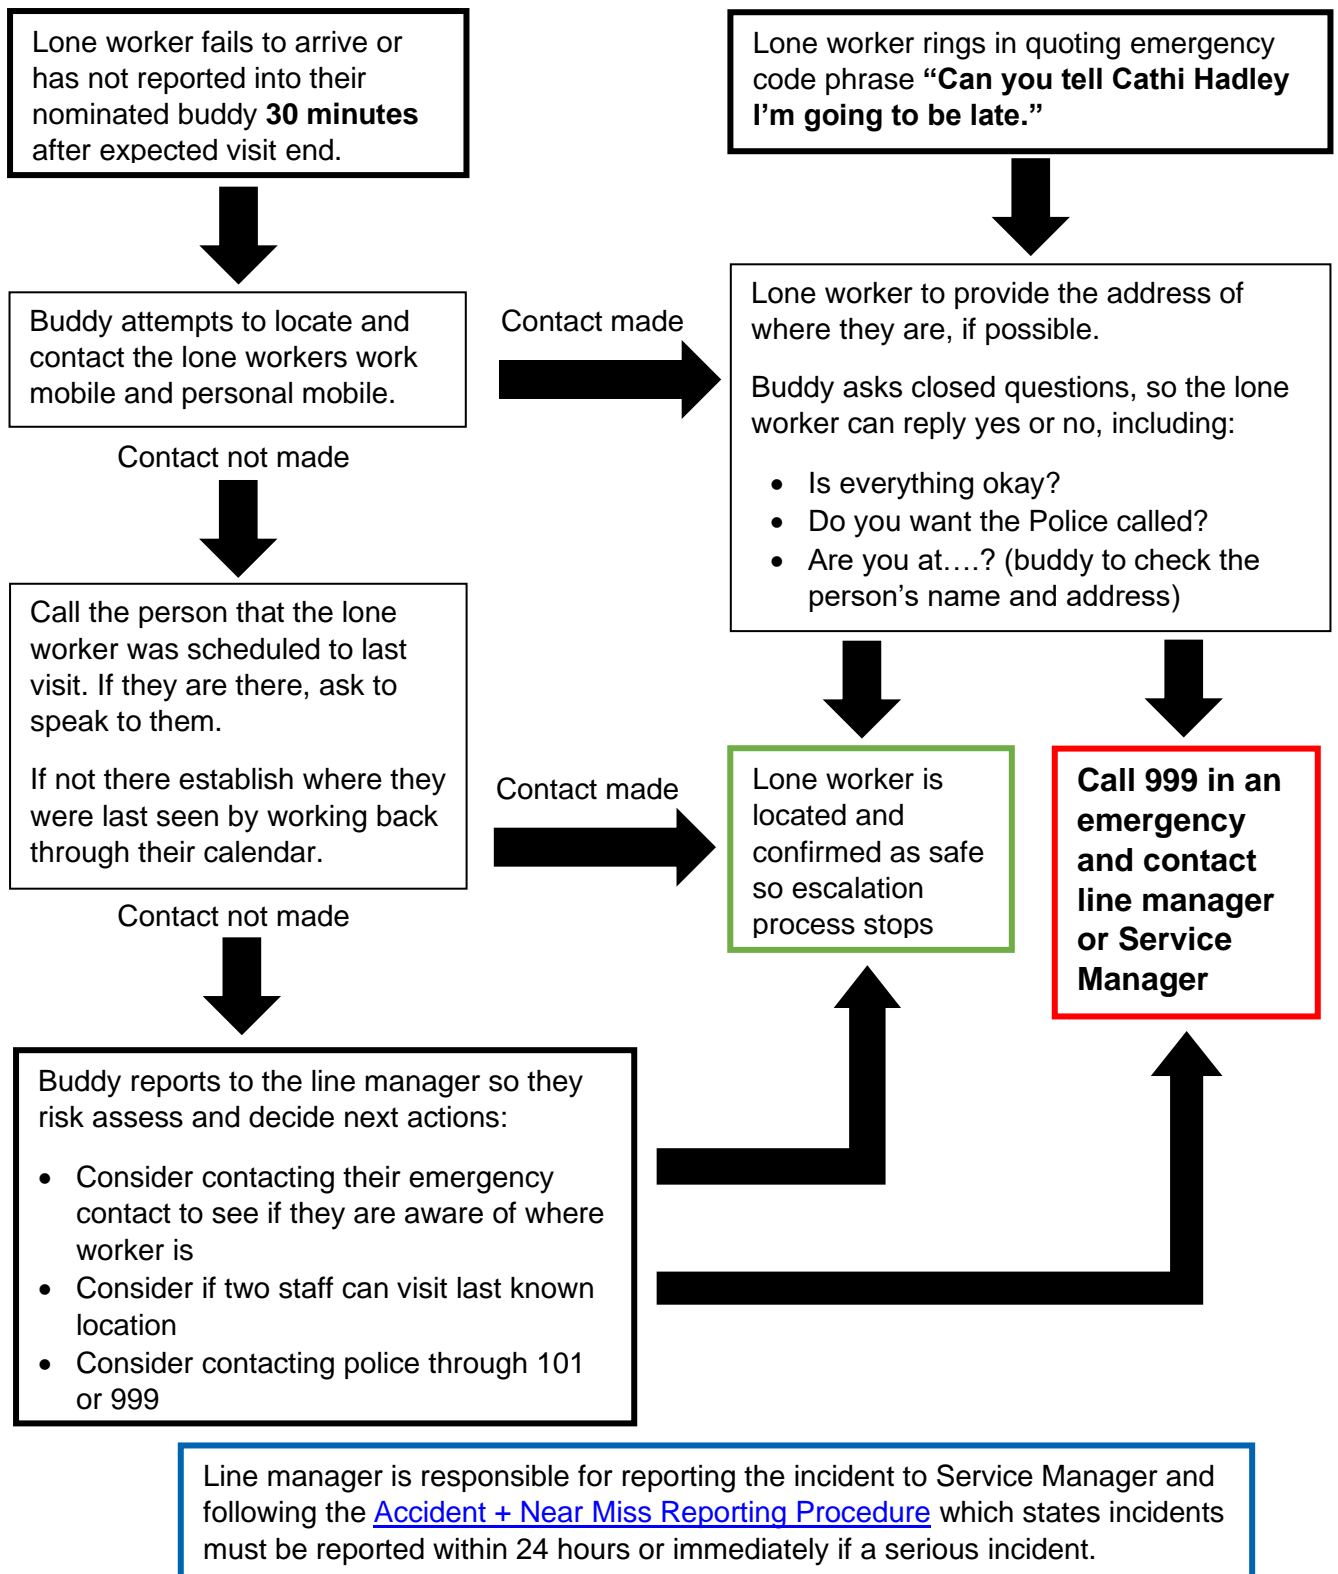 Lone worker fails to arrive or
has not reported into their
nominated buddy 30 minutes
after expected visit end.
Lone worker rings in quoting emergency
code phrase “Can you tell Cathi Hadley
I’m going to be late.”
Buddy attempts to locate and
contact the lone workers work
mobile and personal mobile.
Contact made
Lone worker to provide the address of
where they are, if possible.
Buddy asks closed questions, so the lone
worker can reply yes or no, including:
• Is everything okay?
• Do you want the Police called?
• Are you at….? (buddy to check the
person’s name and address)
Contact not made
Call the person that the lone
worker was scheduled to last
visit. If they are there, ask to
speak to them.
If not there establish where they
were last seen by working back
through their calendar.
Contact made
Lone worker is
located and
confirmed as safe
so escalation
process stops
Call 999 in an
emergency
and contact
line manager
or Service
Manager
Contact not made
Buddy reports to the line manager so they
risk assess and decide next actions:
• Consider contacting their emergency
contact to see if they are aware of where
worker is
• Consider if two staff can visit last known
location
• Consider contacting police through 101
or 999
Line manager is responsible for reporting the incident to Service Manager and
following the Accident + Near Miss Reporting Procedure which states incidents
must be reported within 24 hours or immediately if a serious incident.